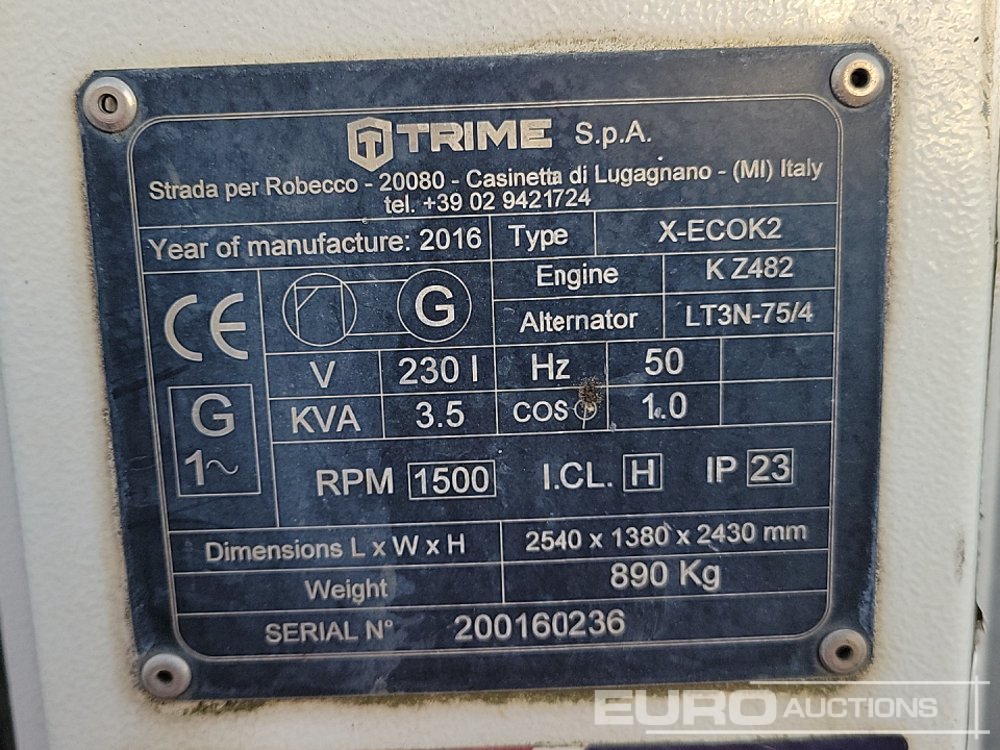 TRIME S.p.A.
Strada per Robecco - 20080 - Casinetta di Lugagnano - (MI) Italy
tel. +39 02 9421724
Year of manufacture: 2016 Type X-ECOK2
Engine K Z482
Alternator LT3N-75/4
CE G
V 230 I Hz 50
KVA 3.5 COS⌽ 1.0
G
1~
RPM 1500 I.CL. H IP 23
Dimensions L x W x H 2540 x 1380 x 2430 mm
Weight 890 Kg
SERIAL N° 200160236
EURO AUCTIONS